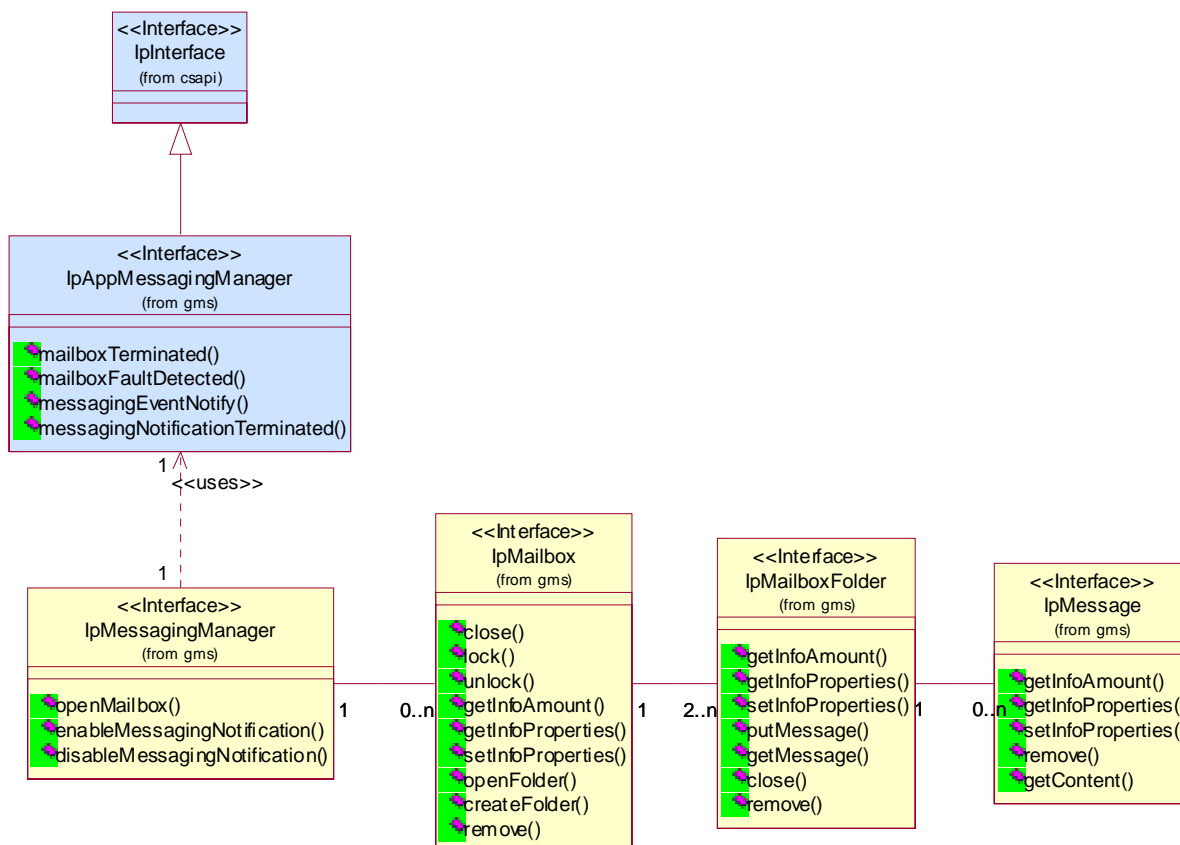 <<Interface>>
IpInterface
(from csapi)
<<Interface>>
IpAppMessagingManager
(from gms)
mailboxTerminated()
mailboxFaultDetected()
messagingEventNotify()
messagingNotificationTerminated()
1
<<uses>>
1
<<Interface>>
IpMessagingManager
(from gms)
openMailbox()
enableMessagingNotification()
disableMessagingNotification()
1
0..n
<<Interface>>
IpMailbox
(from gms)
close()
lock()
unlock()
getInfoAmount()
getInfoProperties()
setInfoProperties()
openFolder()
createFolder()
remove()
1
2..n
<<Interface>>
IpMailboxFolder
(from gms)
getInfoAmount()
getInfoProperties()
setInfoProperties()
putMessage()
getMessage()
close()
remove()
1
0..n
<<Interface>>
IpMessage
(from gms)
getInfoAmount()
getInfoProperties(
setInfoProperties(
remove()
getContent()